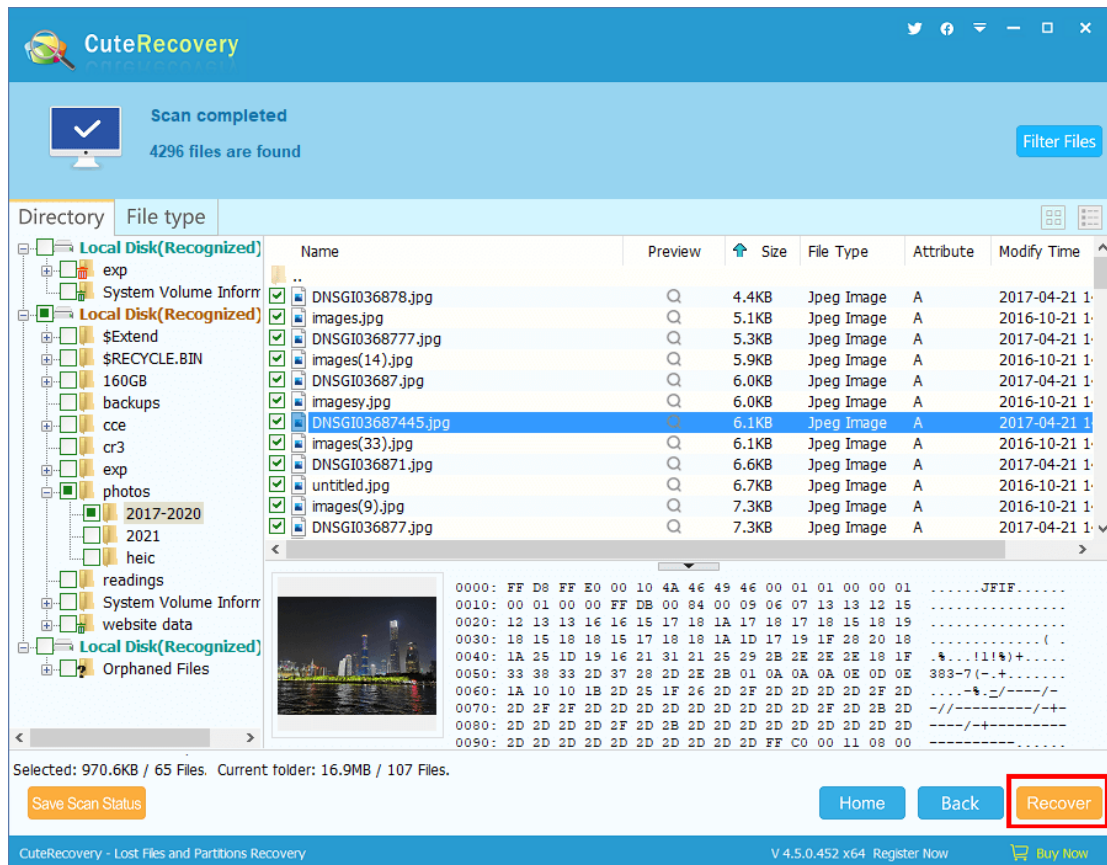 CuteRecovery
Scan completed
4296 files are found
Filter Files
Directory File type
Name Preview Size File Type Attribute Modify Time
Local Disk(Recognized)
exp
System Volume Inform
Local Disk(Recognized)
$Extend
$RECYCLE.BIN
160GB
backups
cce
cr3
exp
photos
2017-2020
2021
heic
readings
System Volume Inform
website data
Local Disk(Recognized)
? Orphaned Files
..
DNSGI036878.jpg 4.4KB Jpeg Image A 2017-04-21 1
images.jpg 5.1KB Jpeg Image A 2016-10-21 1
DNSGI0368777.jpg 5.3KB Jpeg Image A 2017-04-21 1
images(14).jpg 5.9KB Jpeg Image A 2016-10-21 1
DNSGI03687.jpg 6.0KB Jpeg Image A 2017-04-21 1
imagesy.jpg 6.0KB Jpeg Image A 2016-10-21 1
DNSGI03687445.jpg 6.1KB Jpeg Image A 2017-04-21 1
images(33).jpg 6.1KB Jpeg Image A 2016-10-21 1
DNSGI036871.jpg 6.6KB Jpeg Image A 2017-04-21 1
untitled.jpg 6.7KB Jpeg Image A 2016-10-21 1
images(9).jpg 7.3KB Jpeg Image A 2016-10-21 1
DNSGI036877.jpg 7.3KB Jpeg Image A 2017-04-21 1
0000: FF D8 FF E0 00 10 4A 46 49 46 00 01 01 00 00 01 ......JFIF......
0010: 00 01 00 00 FF DB 00 84 00 09 06 07 13 13 12 15 ................
0020: 12 13 13 16 16 15 17 18 1A 17 18 17 18 15 18 19 ................
0030: 18 15 18 18 15 17 18 18 1A 1D 17 19 1F 28 20 18 .............( .
0040: 1A 25 1D 19 16 21 31 21 25 29 2B 2E 2E 2E 18 1F .%...!1!%)+.....
0050: 33 38 33 2D 37 28 2D 2E 2B 01 0A 0A 0A 0E 0D 0E 383-7(-.+.......
0060: 1A 10 10 1B 2D 25 1F 26 2D 2F 2D 2D 2D 2D 2F 2D ....-%.&-/----/-
0070: 2D 2F 2F 2D 2D 2D 2D 2D 2D 2D 2D 2D 2F 2D 2B 2D -//---------/-+-
0080: 2D 2D 2D 2D 2F 2D 2B 2D 2D 2D 2D 2D 2D 2D 2D 2D ----/-+---------
0090: 2D 2D 2D 2D 2D 2D 2D 2D 2D 2D FF C0 00 11 08 00 ----------......
Selected: 970.6KB / 65 Files. Current folder: 16.9MB / 107 Files.
Save Scan Status Home Back Recover
CuteRecovery - Lost Files and Partitions Recovery V 4.5.0.452 x64 Register Now Buy Now